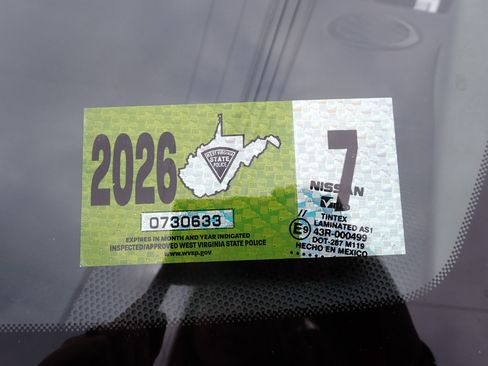 2026
WEST VIRGINIA
STATE
POLICE
7
0730633
EXPIRES IN MONTH AND YEAR INDICATED
INSPECTED/APPROVED WEST VIRGINIA STATE POLICE
www.wvsp.gov
NISSAN
TINTEX
LAMINATED AS1
E9 43R-000499
DOT-287 M119
HECHO EN MEXICO